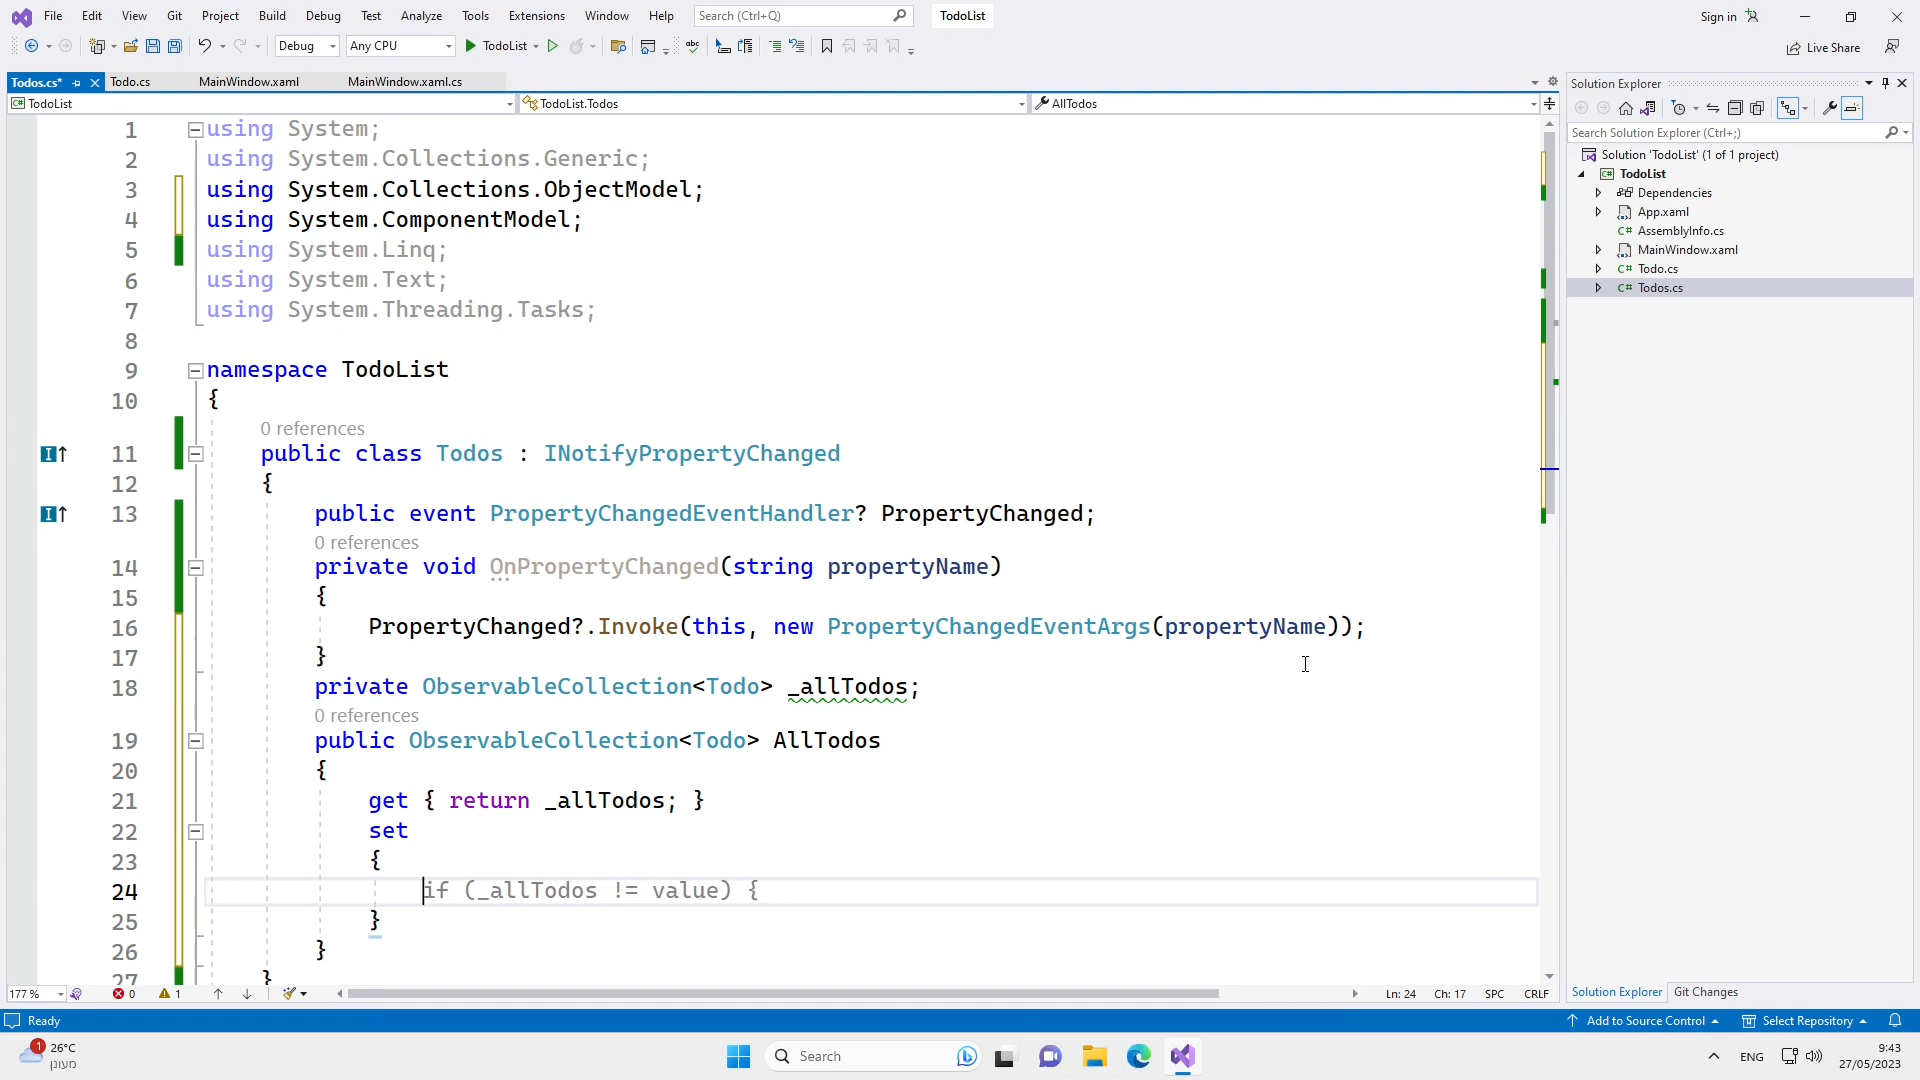 File Edit View Git Project Build Debug Test Analyze Tools Extensions Window Help Search (Ctrl+Q) TodoList Sign in
Debug Any CPU TodoList Live Share
Todos.cs* Todo.cs MainWindow.xaml MainWindow.xaml.cs
TodoList TodoList.Todos AllTodos
1 using System;
2 using System.Collections.Generic;
3 using System.Collections.ObjectModel;
4 using System.ComponentModel;
5 using System.Linq;
6 using System.Text;
7 using System.Threading.Tasks;
8
9 namespace TodoList
10 {
0 references
11 public class Todos : INotifyPropertyChanged
12 {
13 public event PropertyChangedEventHandler? PropertyChanged;
0 references
14 private void OnPropertyChanged(string propertyName)
15 {
16 PropertyChanged?.Invoke(this, new PropertyChangedEventArgs(propertyName));
17 }
18 private ObservableCollection<Todo> _allTodos;
0 references
19 public ObservableCollection<Todo> AllTodos
20 {
21 get { return _allTodos; }
22 set
23 {
24 if (_allTodos != value) {
25 }
26 }
27 }
177 % 0 1 Ln: 24 Ch: 17 SPC CRLF
Solution Explorer
Search Solution Explorer (Ctrl+;)
Solution 'TodoList' (1 of 1 project)
TodoList
Dependencies
App.xaml
AssemblyInfo.cs
MainWindow.xaml
Todo.cs
Todos.cs
Solution Explorer Git Changes
Ready Add to Source Control Select Repository
1 26°C
מעונן
Search
ENG
9:43
27/05/2023